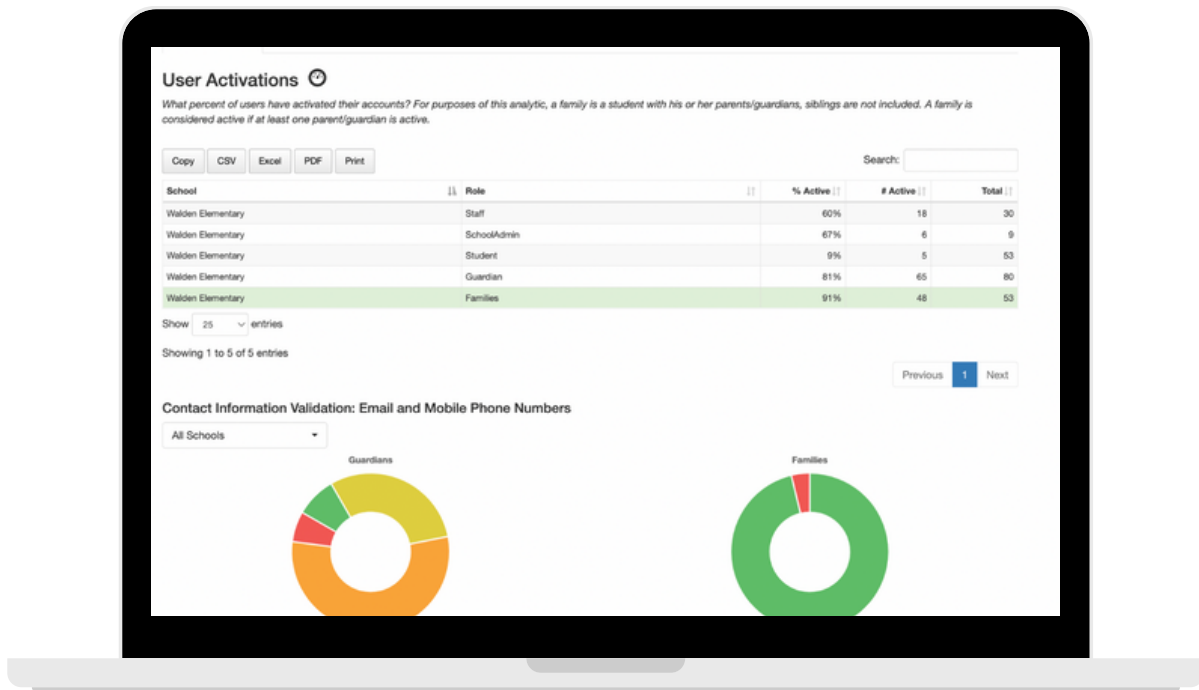 User Activations
What percent of users have activated their accounts? For purposes of this analytic, a family is a student with his or her parents/guardians, siblings are not included. A family is
considered active if at least one parent/guardian is active.
Copy CSV Excel PDF Print Search:
School Role % Active # Active Total
Walden Elementary Staff 60% 18 30
Walden Elementary SchoolAdmin 67% 6 9
Walden Elementary Student 9% 5 53
Walden Elementary Guardian 81% 65 80
Walden Elementary Families 91% 48 53
Show 25 entries
Showing 1 to 5 of 5 entries
Previous 1 Next
Contact Information Validation: Email and Mobile Phone Numbers
All Schools
Guardians Families